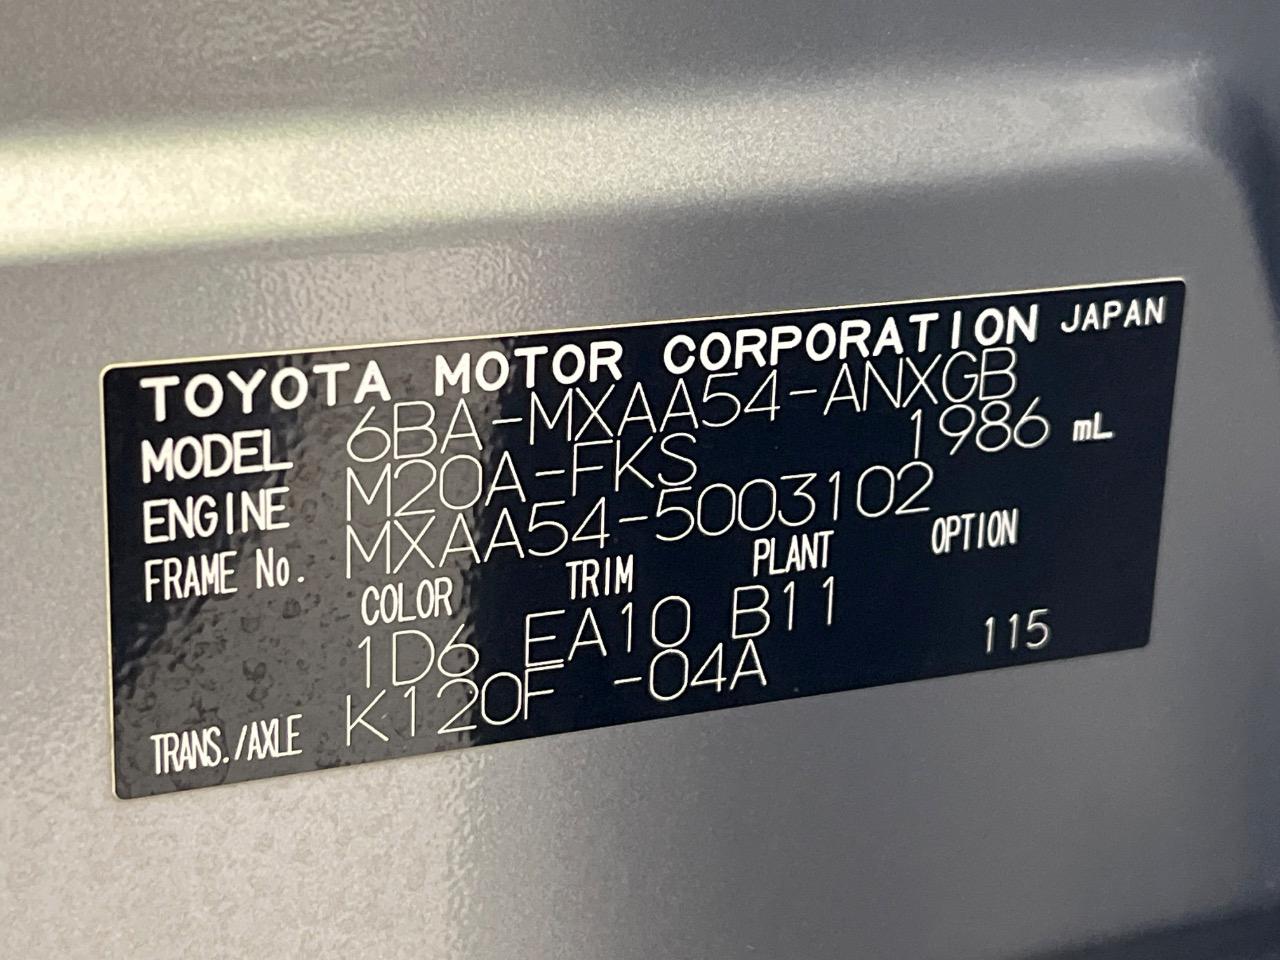 TOYOTA MOTOR CORPORATION JAPAN
MODEL 6BA-MXAA54-ANXGB
ENGINE M20A-FKS 1986 mL
FRAME No. MXAA54-5003102
COLOR TRIM PLANT OPTION
1D6 EA10 B11
TRANS./AXLE K120F -04A 115